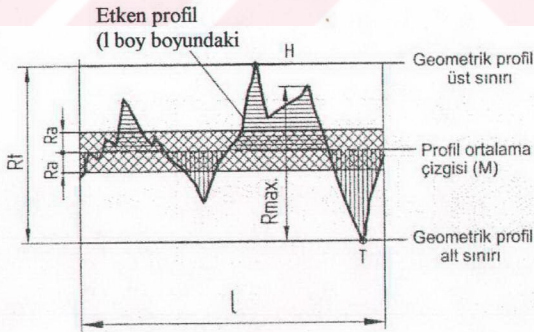 Etken profil
(l boy boyundaki
H
Geometrik profil
üst sınırı
Rt
Ra
Ra
Rmax.
Profil ortalama
çizgisi (M)
Geometrik profil
alt sınırı
T
l